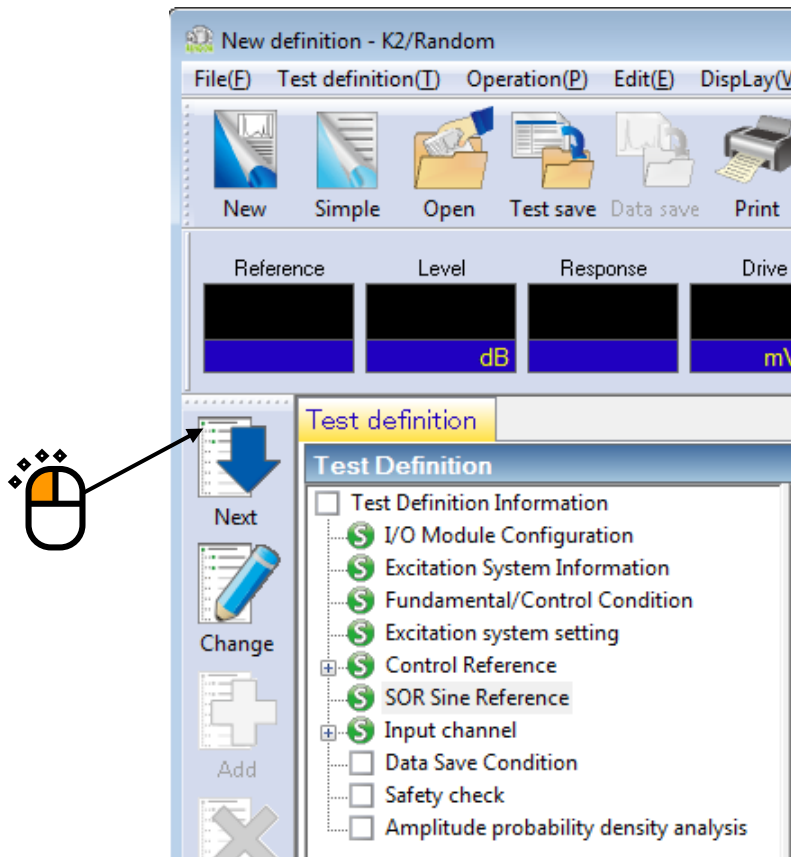 New definition - K2/Random
File(F) Test definition(T) Operation(P) Edit(E) DispLay(V
New Simple Open Test save Data save Print
Reference Level Response Drive
dB mV
Test definition
Test Definition
Next
Change
Add
Test Definition Information
S I/O Module Configuration
S Excitation System Information
S Fundamental/Control Condition
S Excitation system setting
S Control Reference
S SOR Sine Reference
S Input channel
Data Save Condition
Safety check
Amplitude probability density analysis